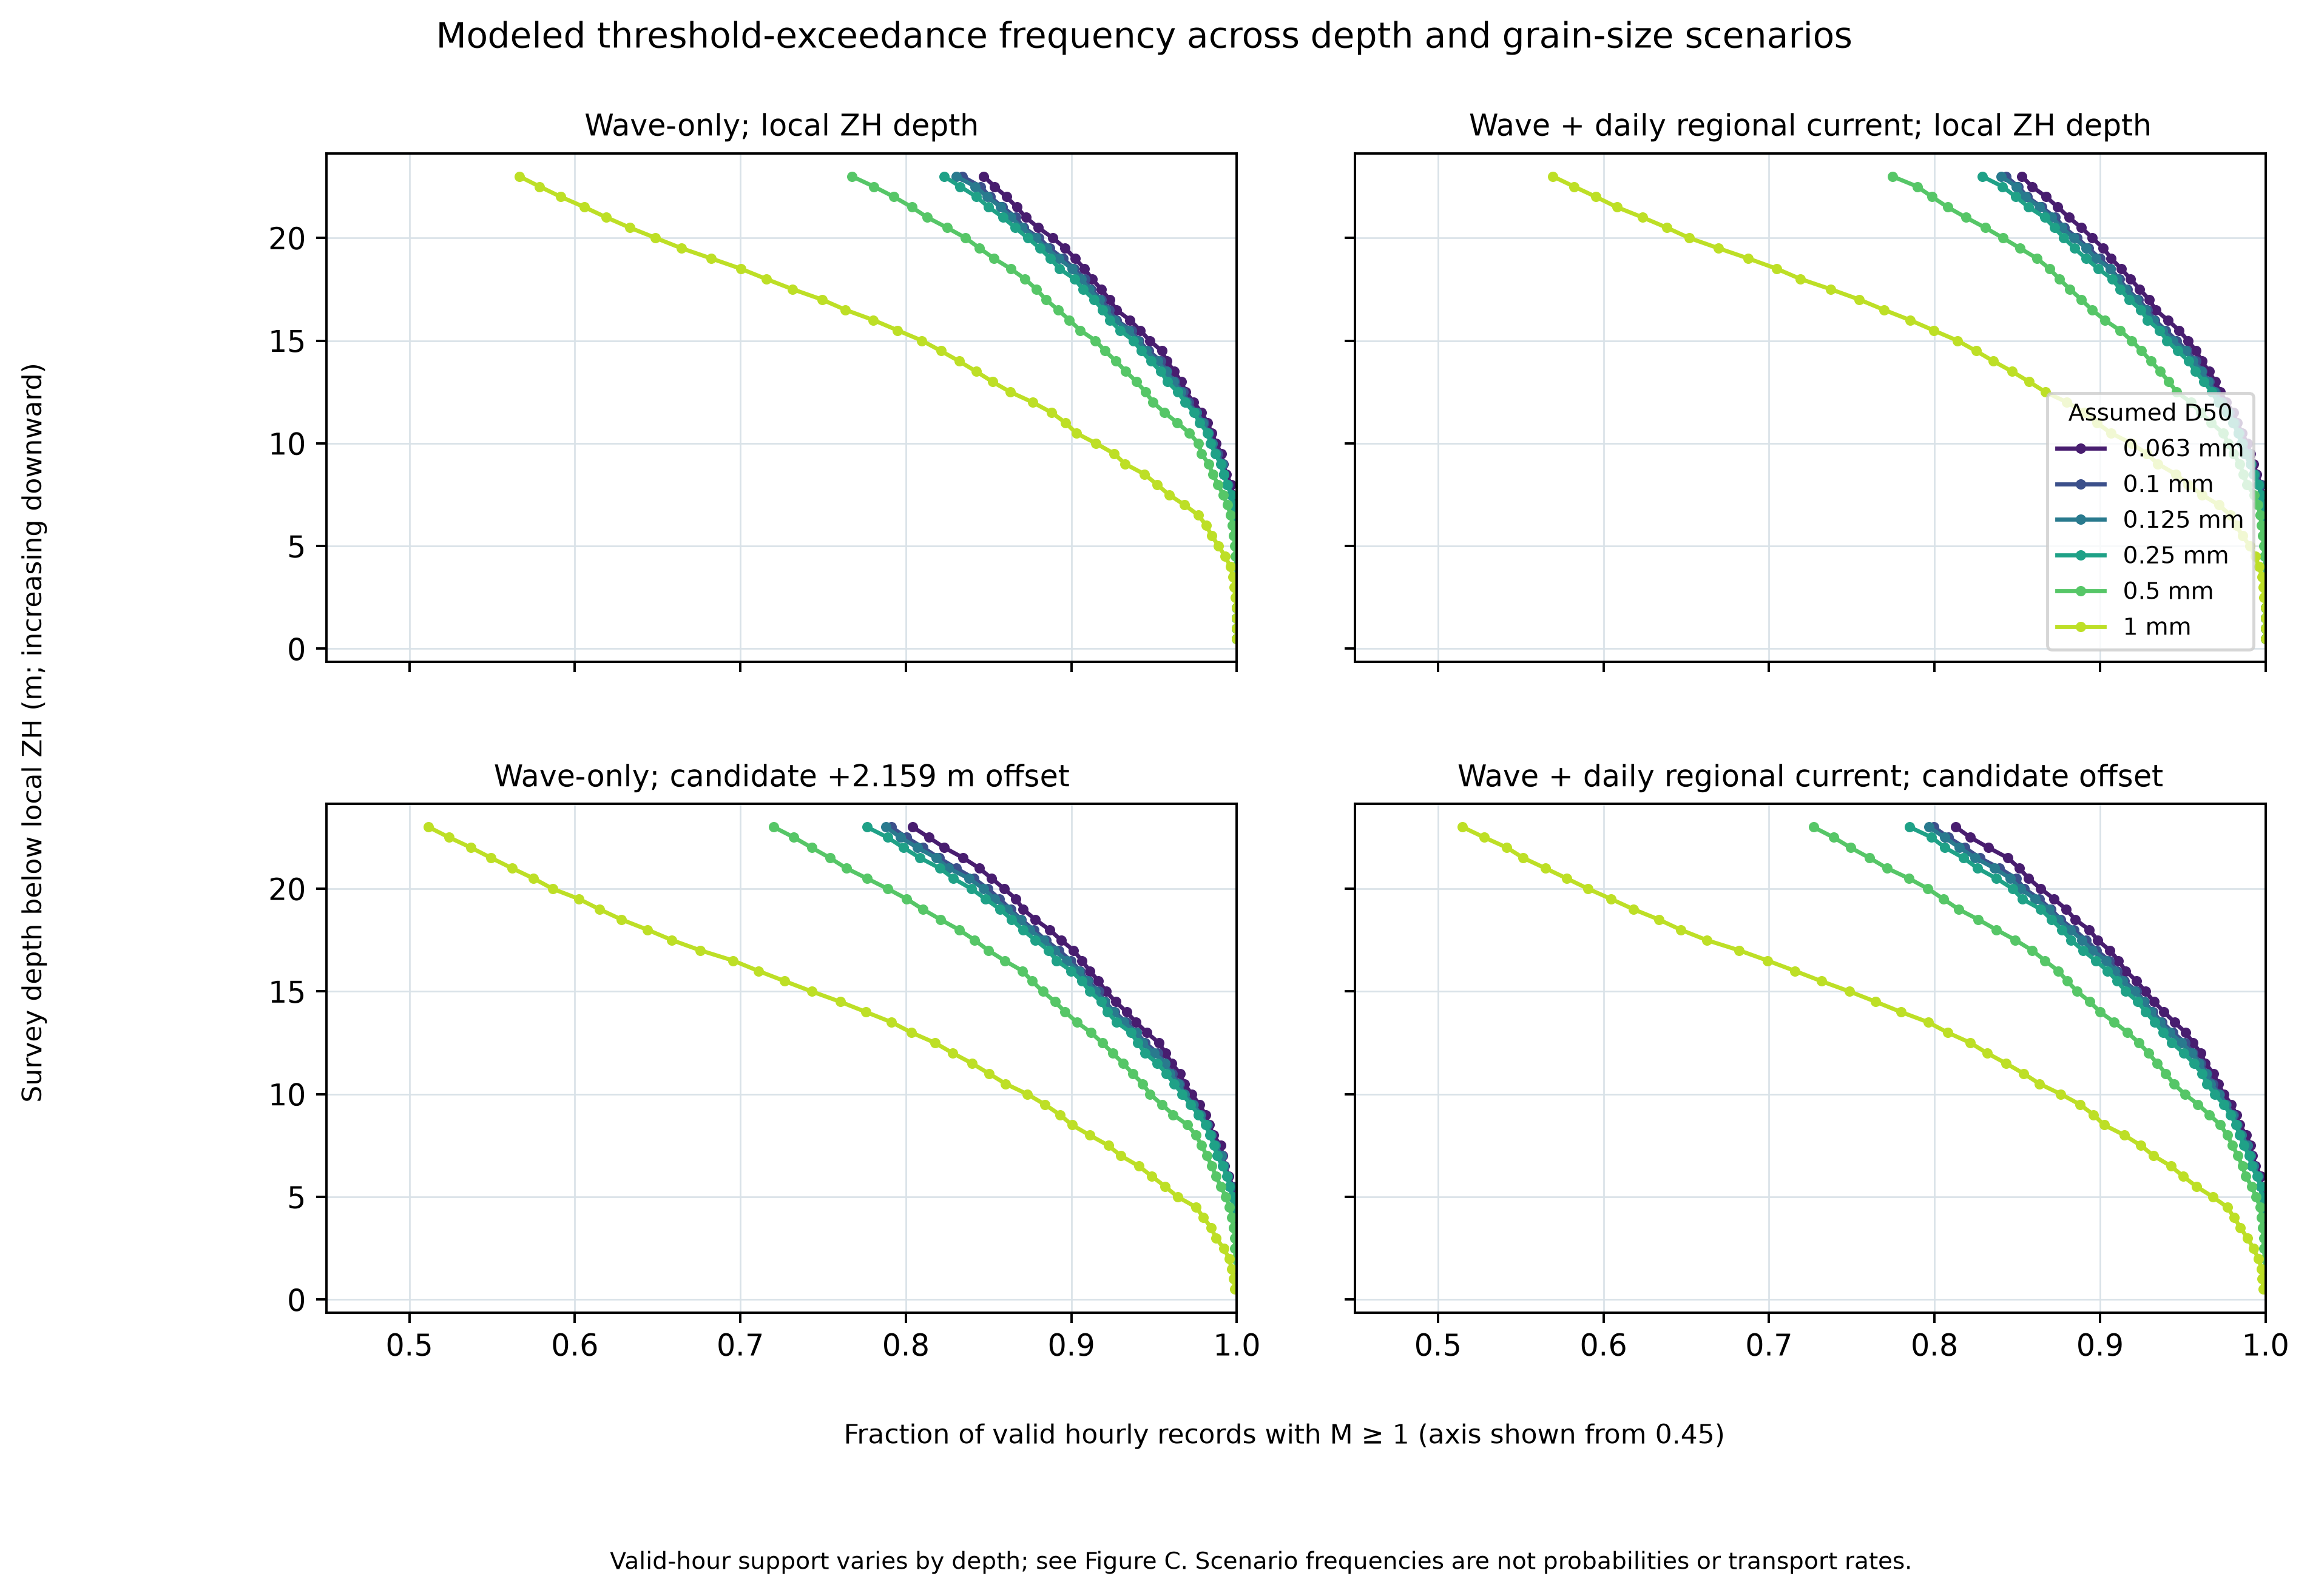 Modeled threshold-exceedance frequency across depth and grain-size scenarios
Wave-only; local ZH depth
Wave + daily regional current; local ZH depth
Survey depth below local ZH (m; increasing downward)
20
15
10
5
0
Assumed D50
0.063 mm
0.1 mm
0.125 mm
0.25 mm
0.5 mm
1 mm
Wave-only; candidate +2.159 m offset
Wave + daily regional current; candidate offset
20
15
10
5
0
0.5 0.6 0.7 0.8 0.9 1.0
0.5 0.6 0.7 0.8 0.9 1.0
Fraction of valid hourly records with M ≥ 1 (axis shown from 0.45)
Valid-hour support varies by depth; see Figure C. Scenario frequencies are not probabilities or transport rates.